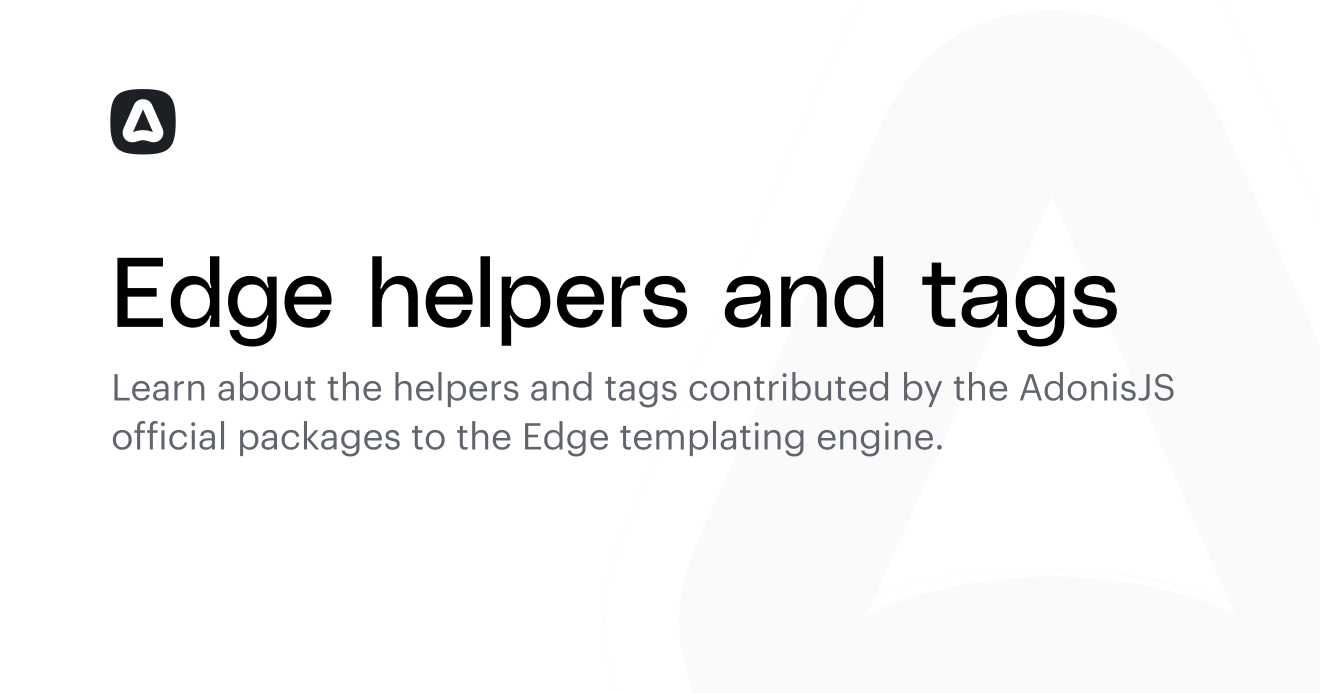 Edge helpers and tags
Learn about the helpers and tags contributed by the AdonisJS
official packages to the Edge templating engine.